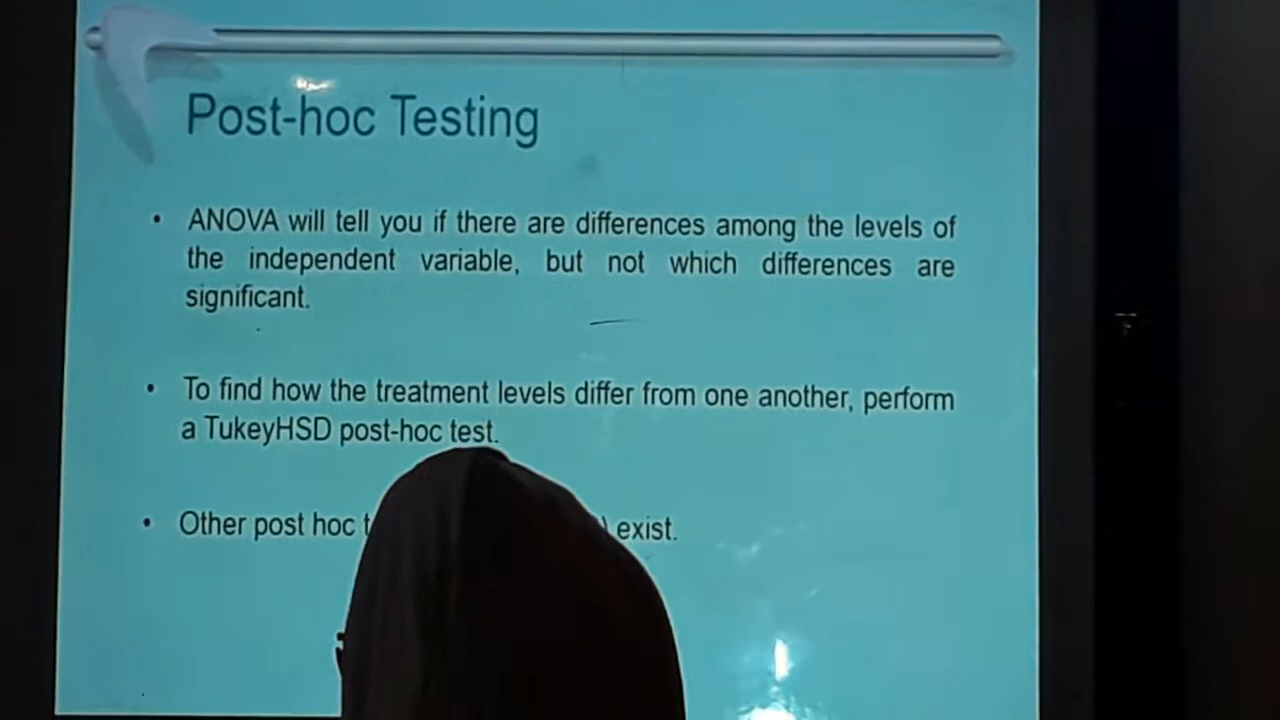 Post-hoc Testing
• ANOVA will tell you if there are differences among the levels of
the independent variable, but not which differences are
significant.
• To find how the treatment levels differ from one another, perform
a TukeyHSD post-hoc test.
• Other post hoc exist.